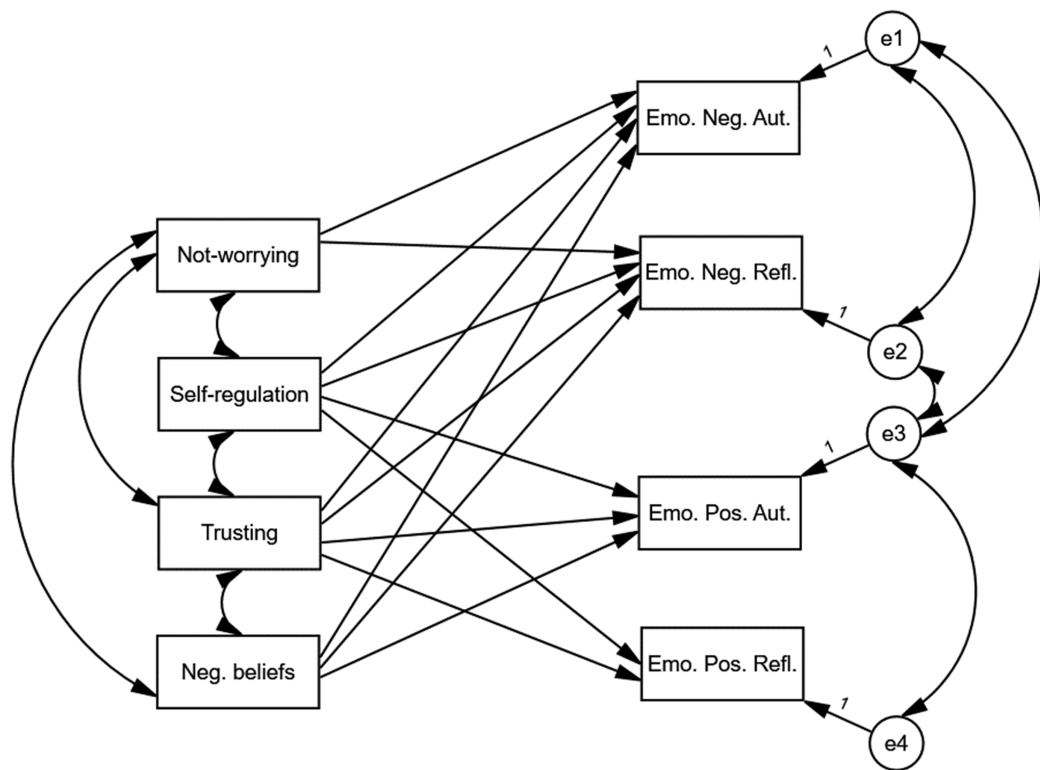 e1
1
Emo. Neg. Aut.
Not-worrying
Emo. Neg. Refl.
1
e2
Self-regulation
e3
1
Trusting
Emo. Pos. Aut.
Neg. beliefs
Emo. Pos. Refl.
1
e4